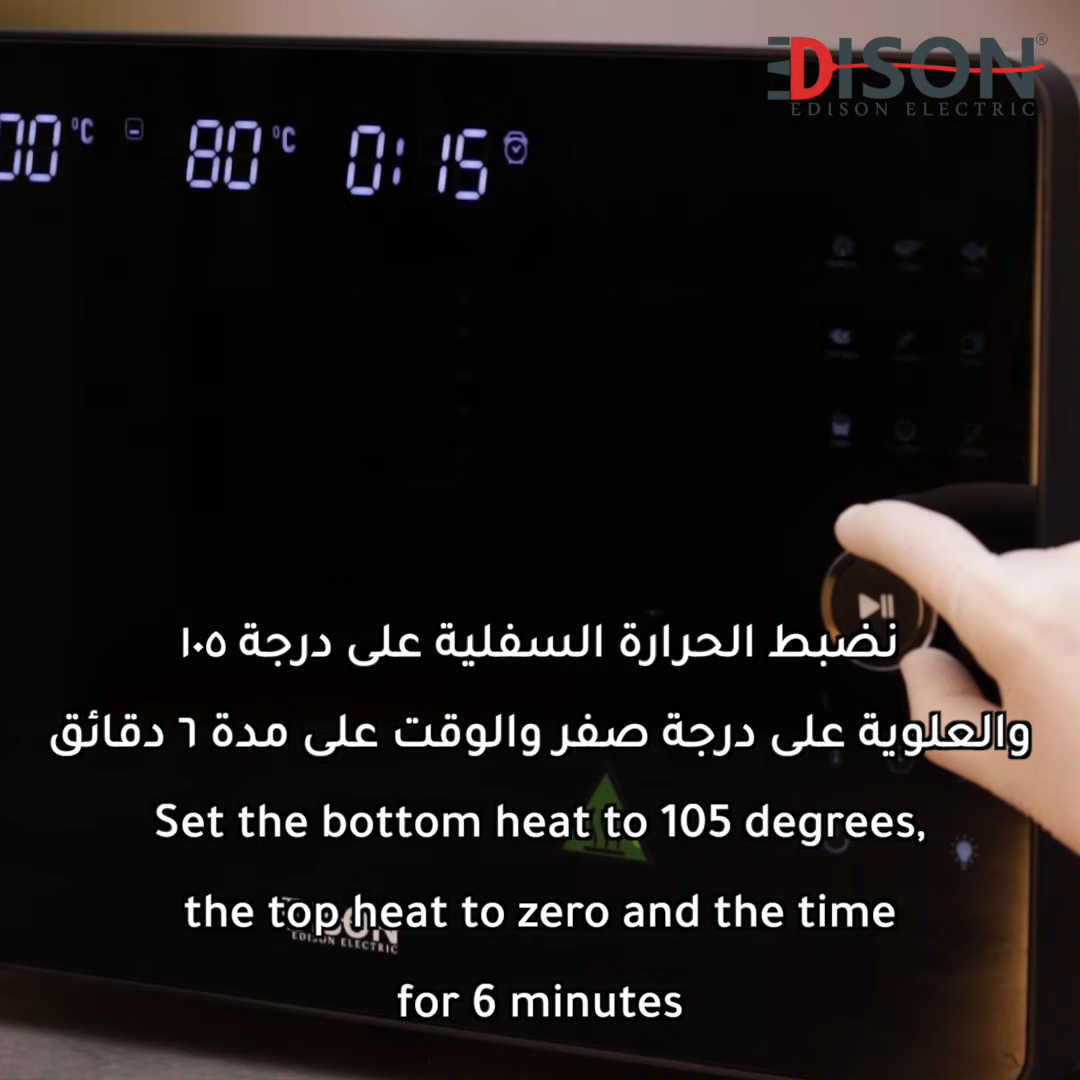 EDISON®
EDISON ELECTRIC
00°C 80°C 0:15
نضبط الحرارة السفلية على درجة ١٠٥
والعلوية على درجة صفر والوقت على مدة ٦ دقائق
Set the bottom heat to 105 degrees,
the top heat to zero and the time
for 6 minutes
EDISON
EDISON ELECTRIC